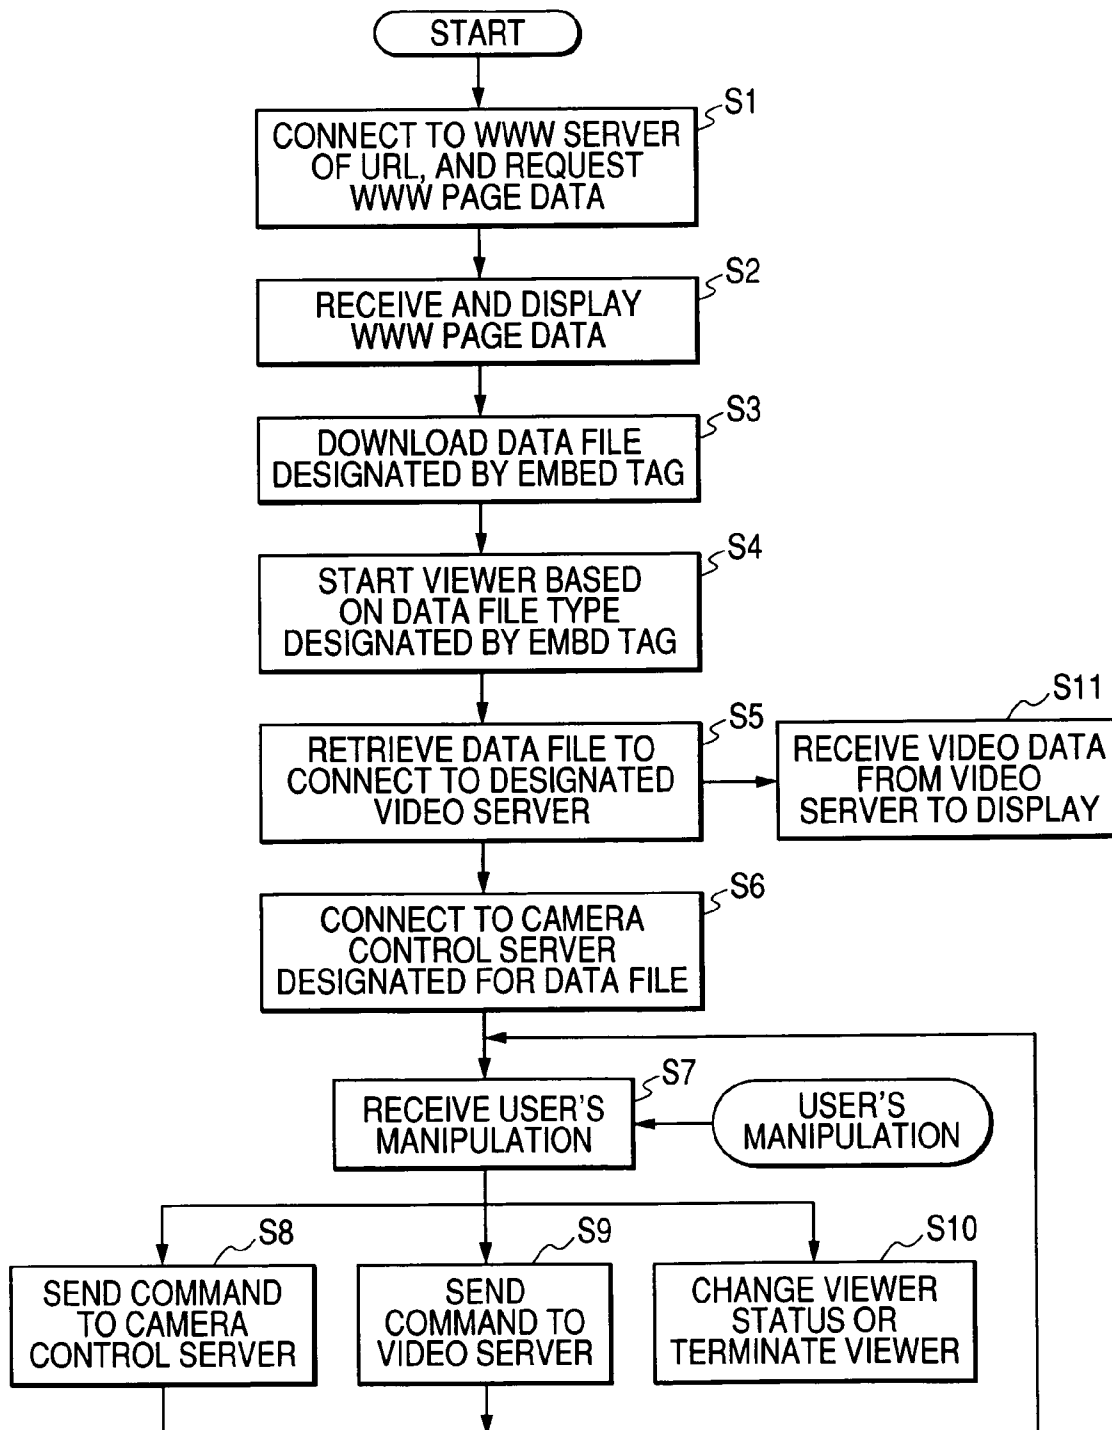 START
S1
CONNECT TO WWW SERVER
OF URL, AND REQUEST
WWW PAGE DATA
S2
RECEIVE AND DISPLAY
WWW PAGE DATA
S3
DOWNLOAD DATA FILE
DESIGNATED BY EMBED TAG
S4
START VIEWER BASED
ON DATA FILE TYPE
DESIGNATED BY EMBD TAG
S5
RETRIEVE DATA FILE TO
CONNECT TO DESIGNATED
VIDEO SERVER
S11
RECEIVE VIDEO DATA
FROM VIDEO
SERVER TO DISPLAY
S6
CONNECT TO CAMERA
CONTROL SERVER
DESIGNATED FOR DATA FILE
S7
RECEIVE USER'S
MANIPULATION
USER'S
MANIPULATION
S8
SEND COMMAND
TO CAMERA
CONTROL SERVER
S9
SEND
COMMAND TO
VIDEO SERVER
S10
CHANGE VIEWER
STATUS OR
TERMINATE VIEWER